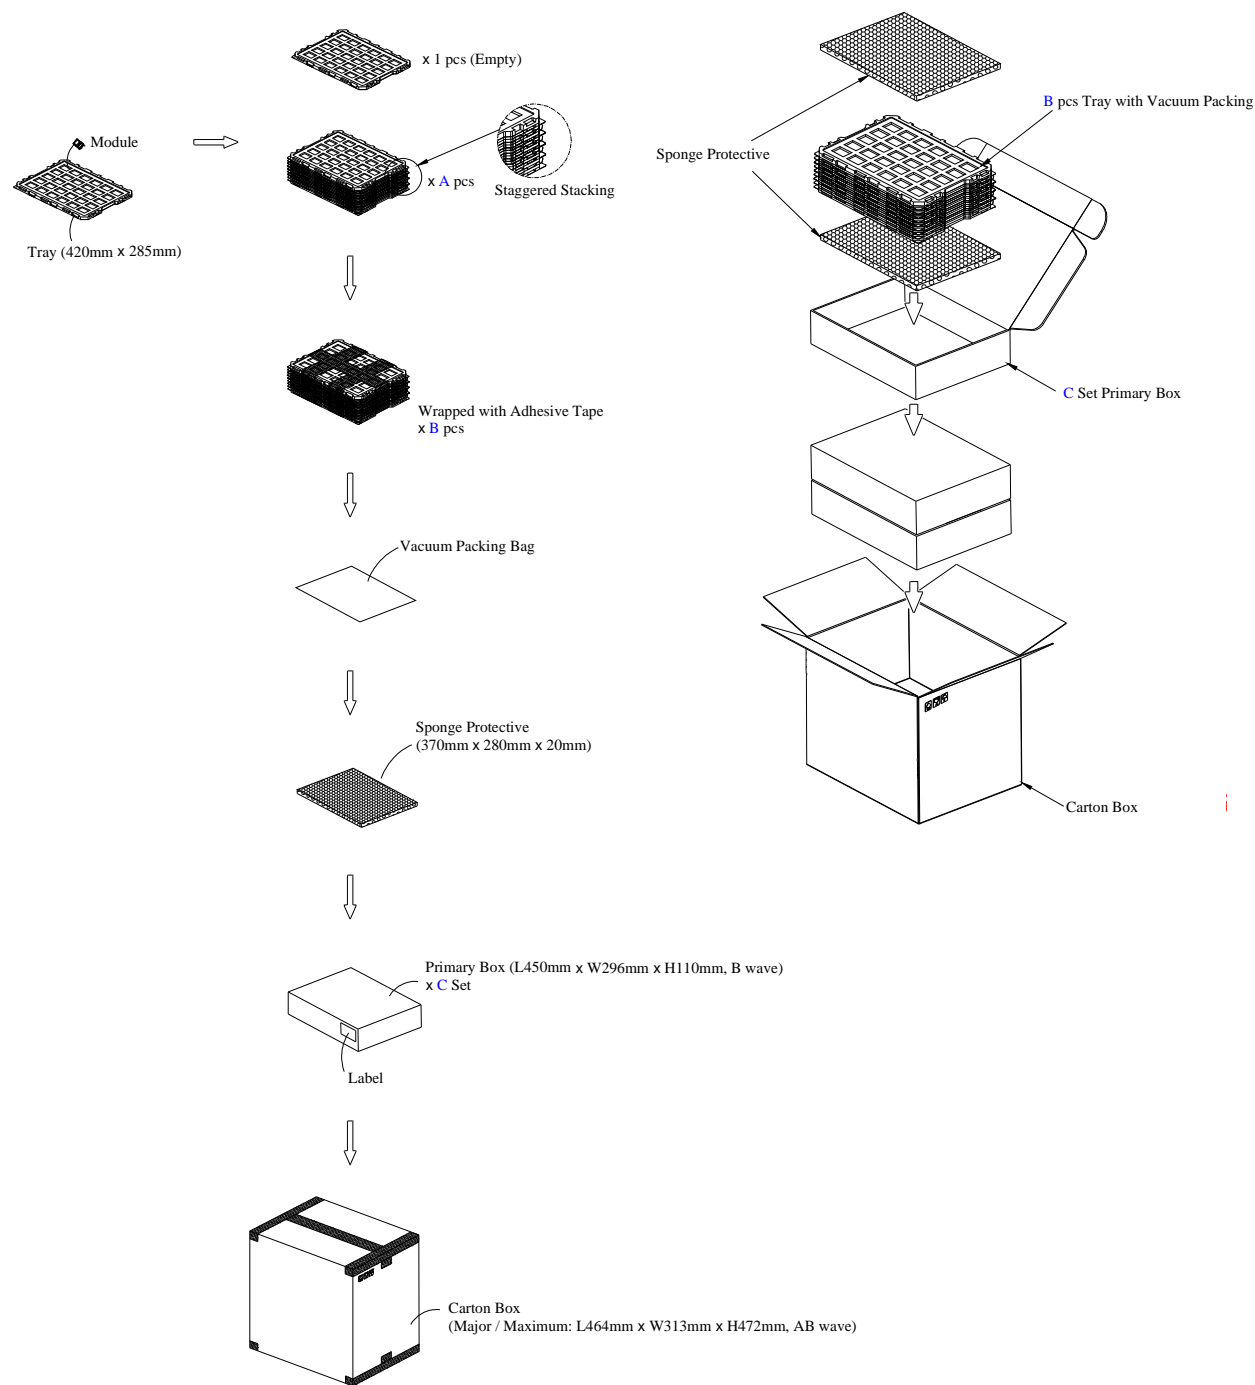 x 1 pcs (Empty)
Module
x A pcs
Staggered Stacking
Tray (420mm x 285mm)
Wrapped with Adhesive Tape
x B pcs
Vacuum Packing Bag
Sponge Protective
(370mm x 280mm x 20mm)
Primary Box (L450mm x W296mm x H110mm, B wave)
x C Set
Label
Carton Box
(Major / Maximum: L464mm x W313mm x H472mm, AB wave)
B pcs Tray with Vacuum Packing
Sponge Protective
C Set Primary Box
Carton Box